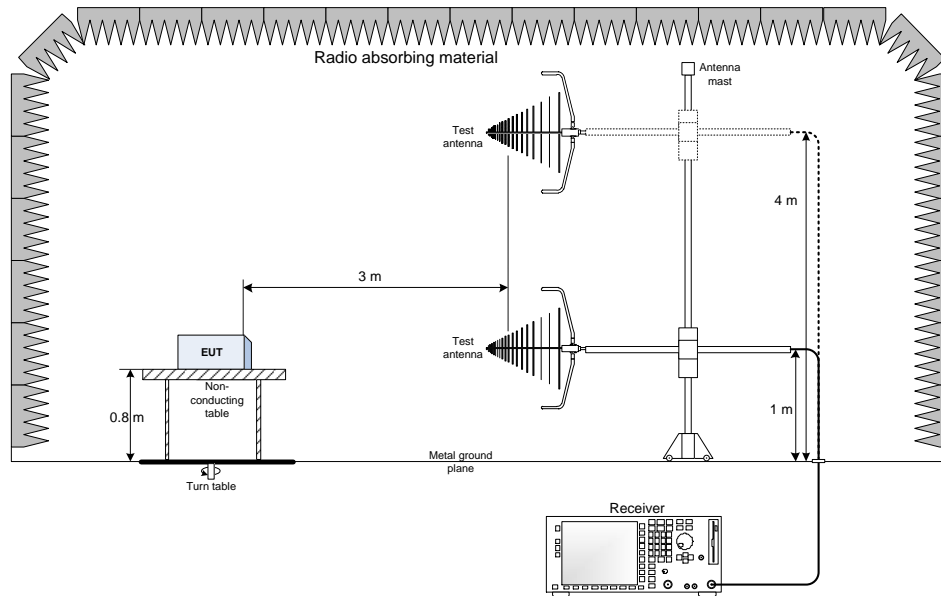 Radio absorbing material
Antenna
mast
Test
antenna
4 m
3 m
Test
antenna
EUT
Non-
conducting
table
0.8 m
1 m
Metal ground
plane
Turn table
Receiver